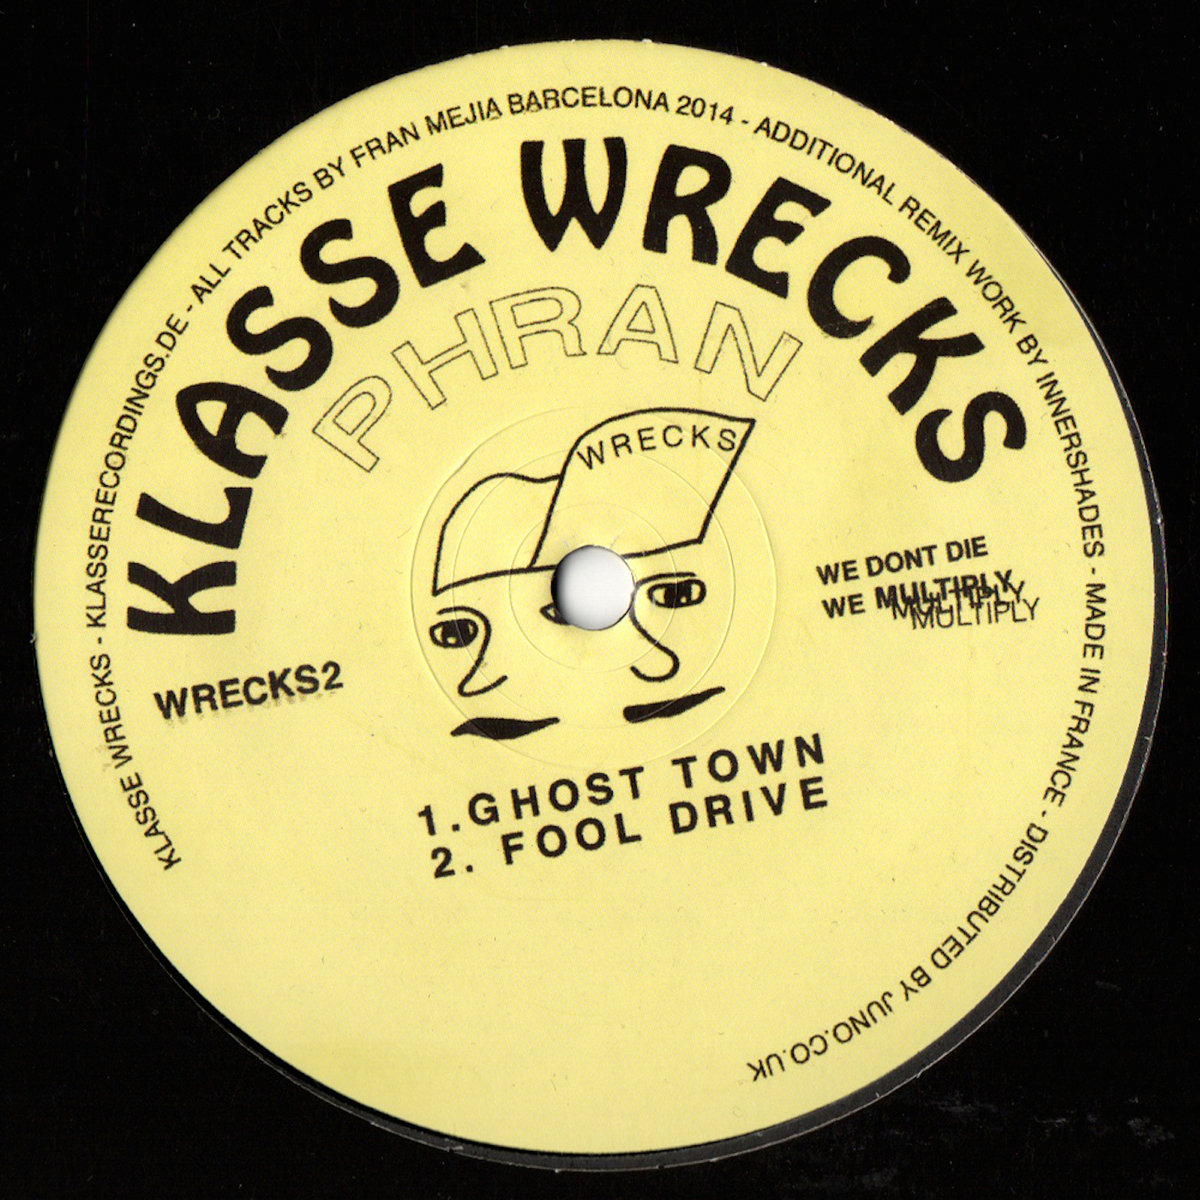 KLASSE WRECKS - KLASSERECORDINGS.DE - ALL TRACKS BY FRAN MEJIA BARCELONA 2014 - ADDITIONAL REMIX WORK BY INNERSHADES - MADE IN FRANCE - DISTRIBUTED BY JUNO.CO.UK
KLASSE WRECKS
PHRAN
WRECKS
WE DONT DIE
WE MULTIPLY
MULTIPLY
MULTIPLY
WRECKS2
1.GHOST TOWN
2. FOOL DRIVE